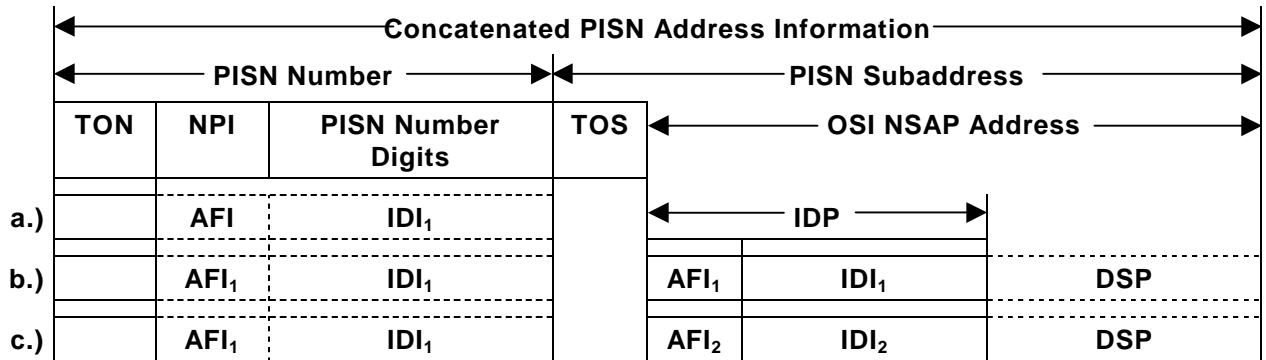 Concatenated PISN Address Information
PISN Number PISN Subaddress
TON NPI PISN Number Digits TOS OSI NSAP Address
a.) AFI IDI₁ IDP
b.) AFI₁ IDI₁ AFI₁ IDI₁ DSP
c.) AFI₁ IDI₁ AFI₂ IDI₂ DSP